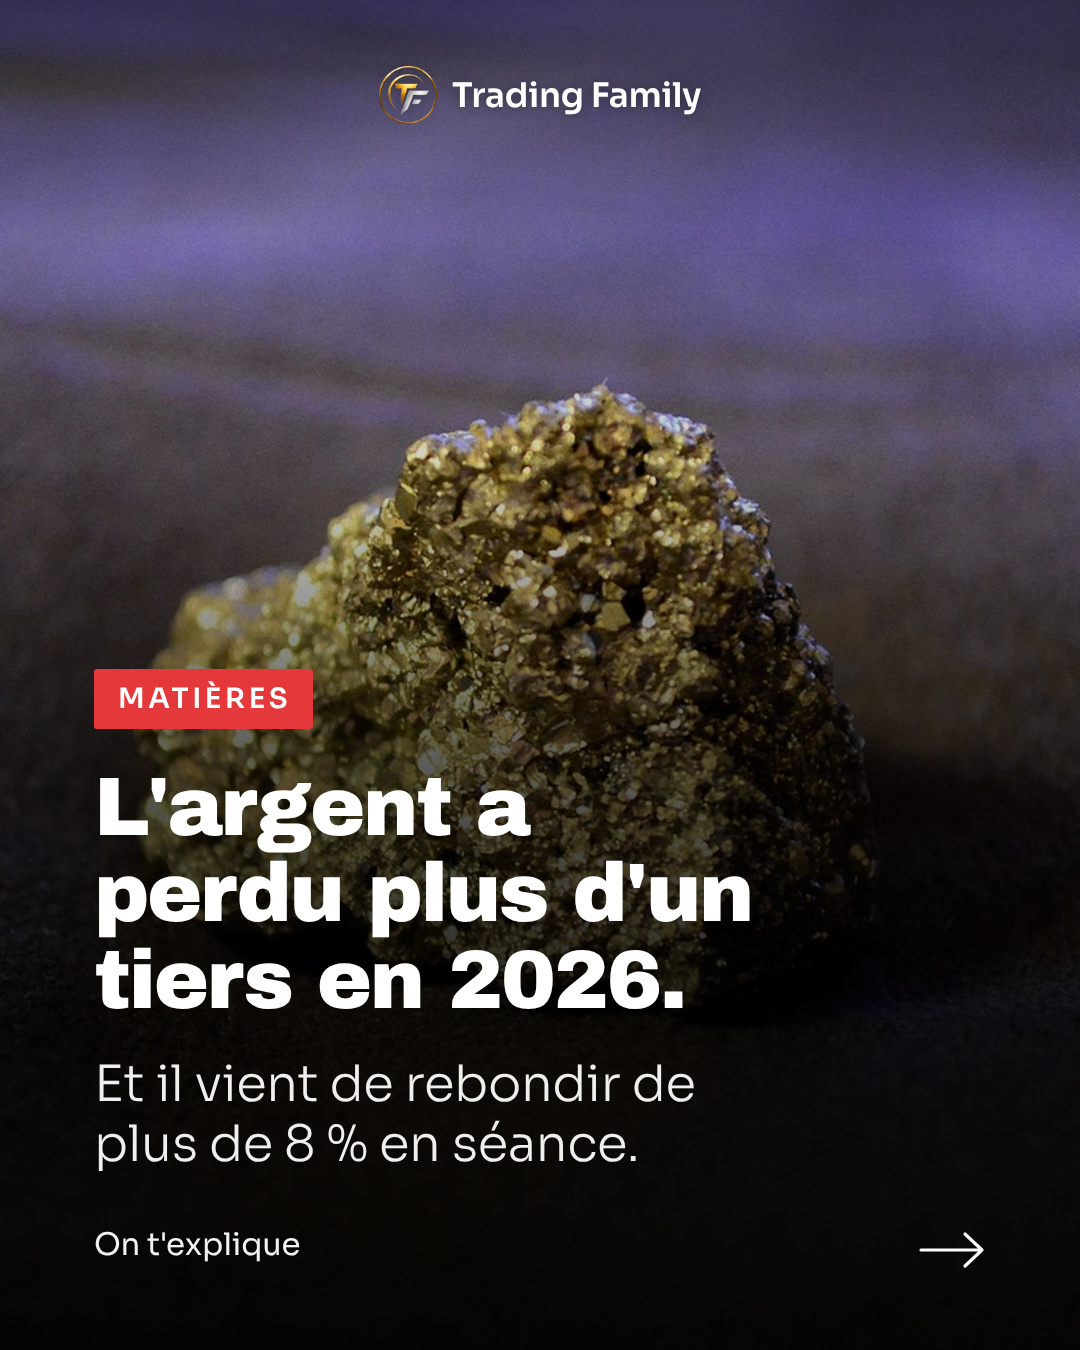 TF Trading Family
MATIÈRES
L'argent a
perdu plus d'un
tiers en 2026.
Et il vient de rebondir de
plus de 8 % en séance.
On t'explique